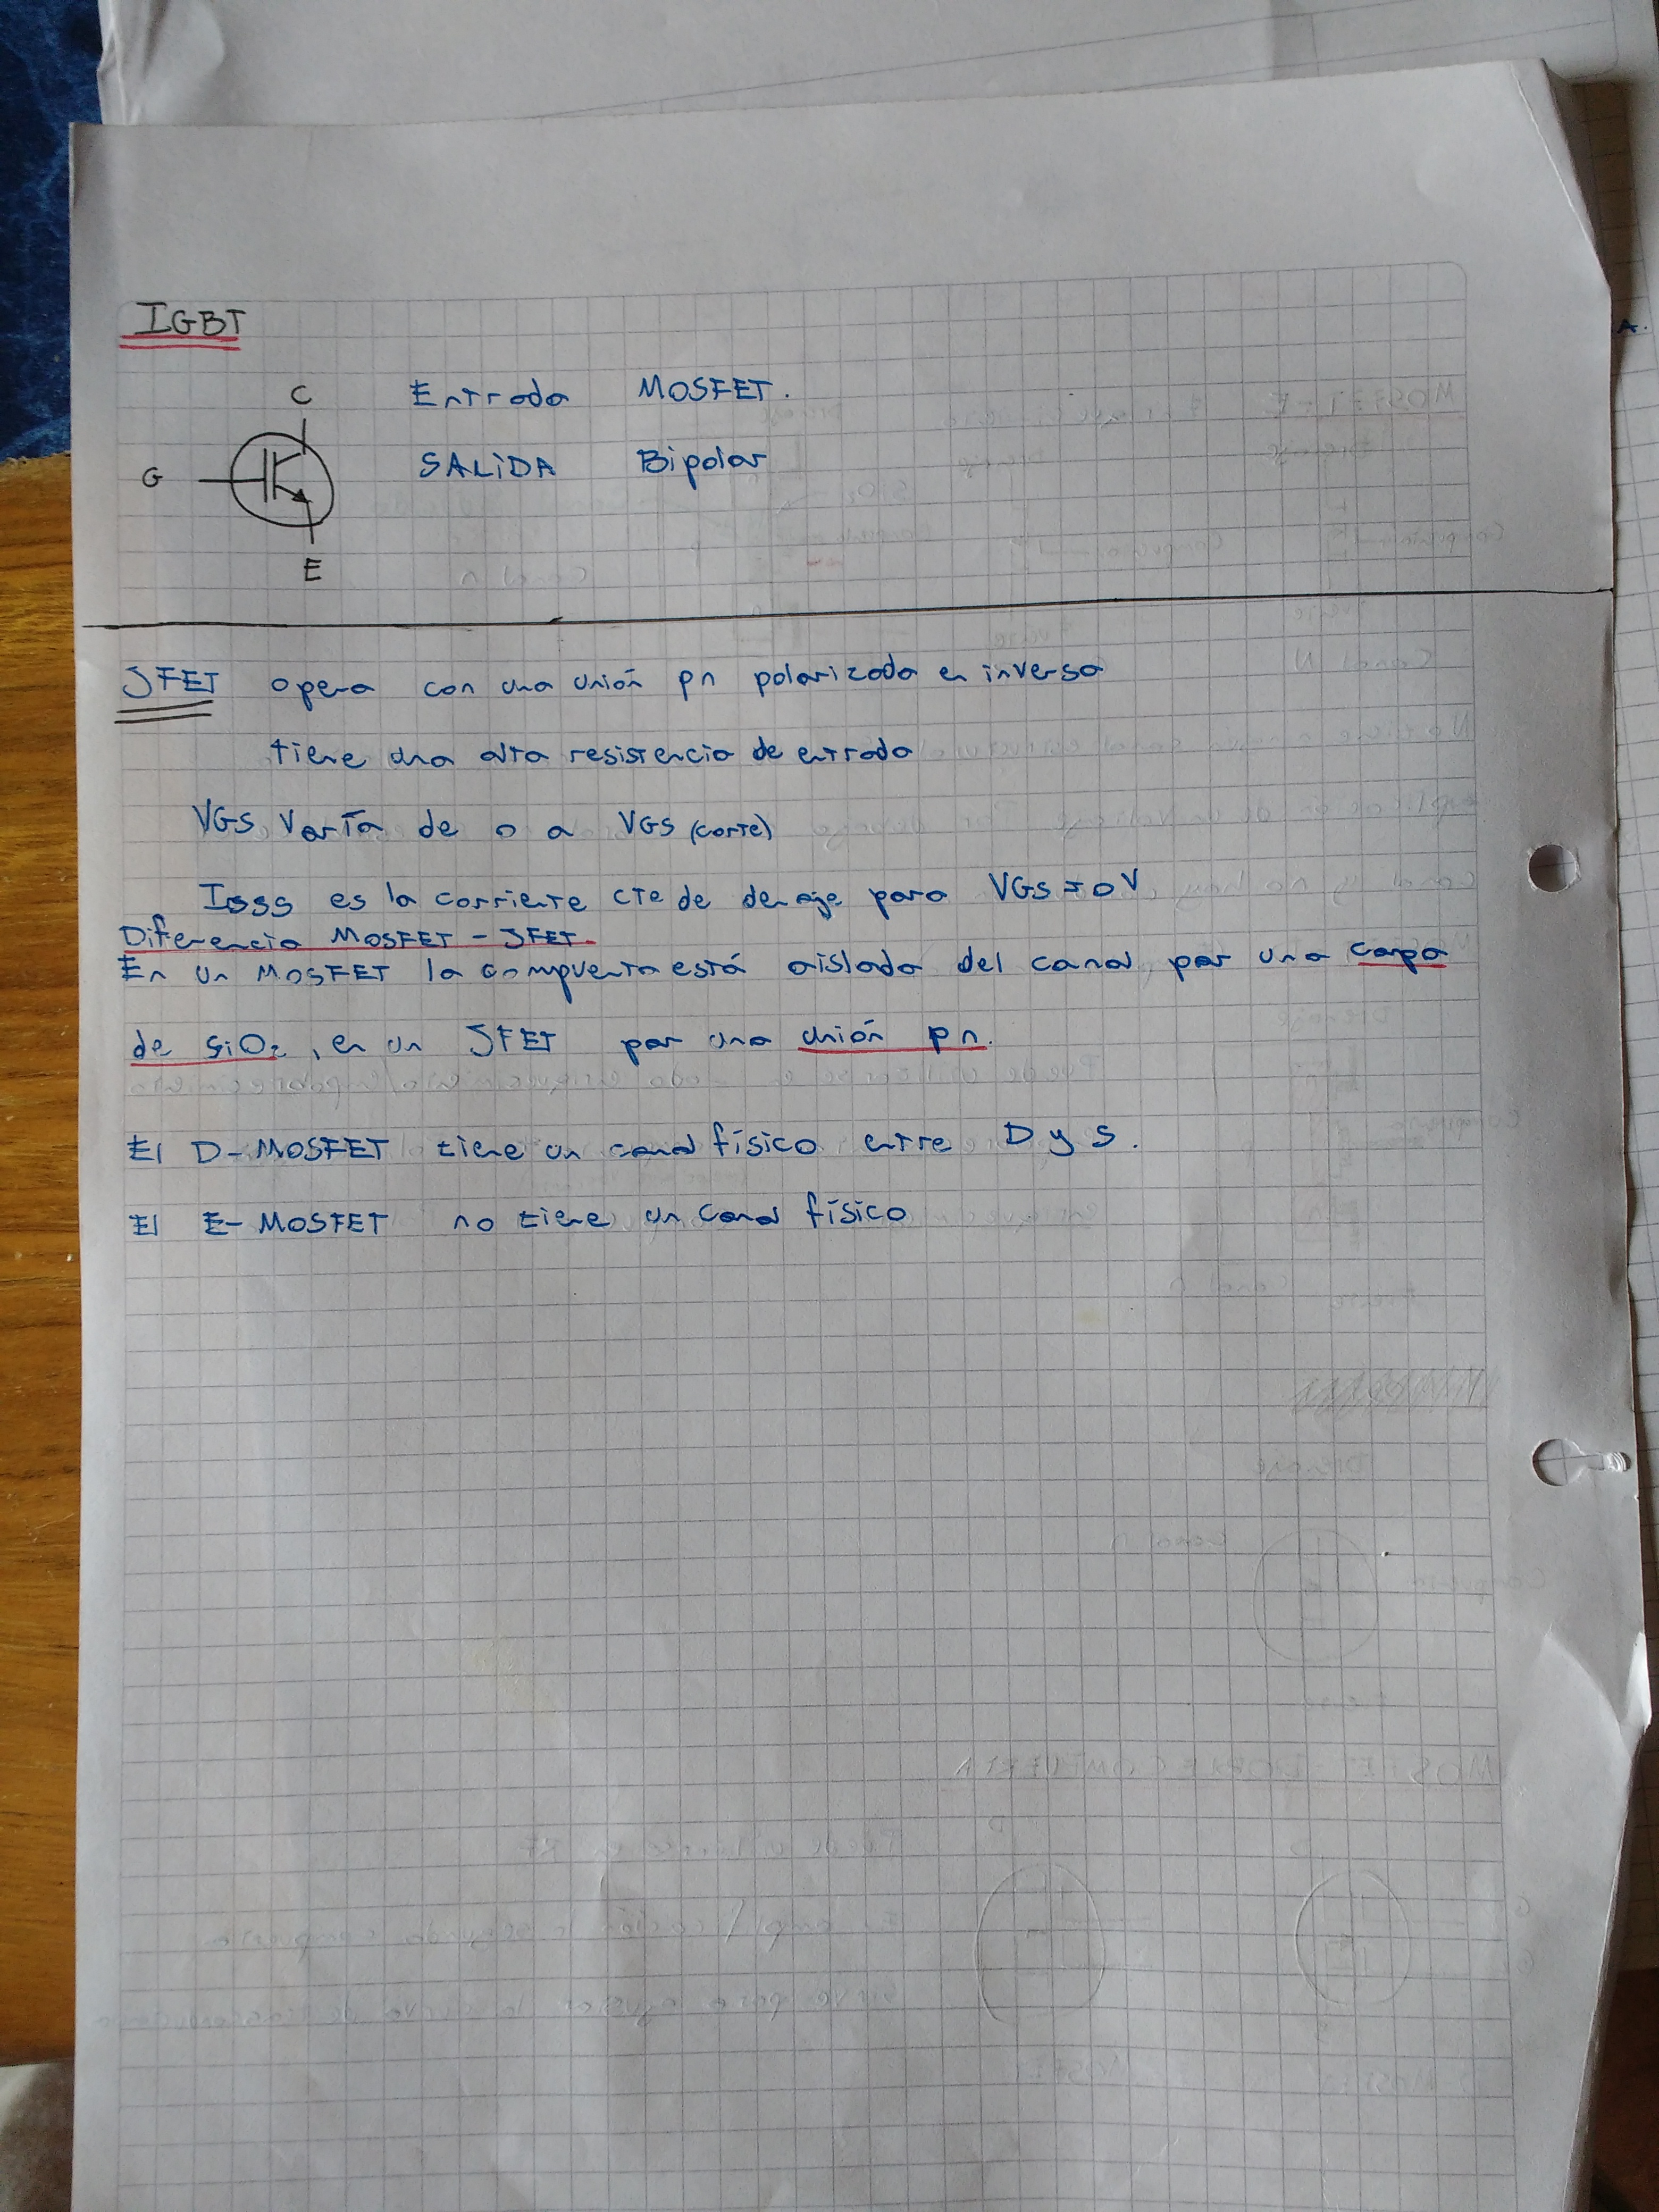 IGBT
C
Entrada MOSFET.
G
SALIDA Bipolar
E
JFET opera con una unión pn polarizada en inversa
tiene una alta resistencia de entrada
VGS Varía de 0 a VGS (corte)
IDSS es la corriente cte de denaje para VGS = 0V
Diferencia MOSFET - JFET.
En un MOSFET la compuerta está aislada del canal por una capa
de SiO2, en un JFET por una unión pn.
El D-MOSFET tiene un canal físico entre D y S.
El E-MOSFET no tiene un canal físico